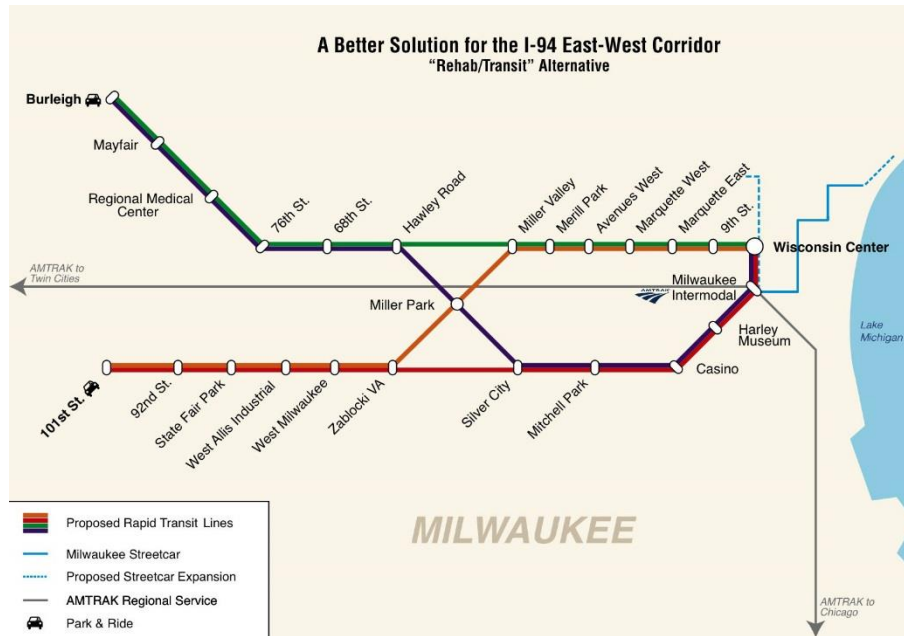 A Better Solution for the I-94 East-West Corridor
“Rehab/Transit” Alternative
Burleigh
Mayfair
Regional Medical
Center
76th St.
68th St.
Hawley Road
Miller Valley
Merill Park
Avenues West
Marquette West
Marquette East
9th St.
Wisconsin Center
AMTRAK to
Twin Cities
Miller Park
AMTRAK
Milwaukee
Intermodal
Harley
Museum
Lake
Michigan
Casino
101st St.
92nd St.
State Fair Park
West Allis Industrial
West Milwaukee
Zablocki VA
Silver City
Mitchell Park
MILWAUKEE
Proposed Rapid Transit Lines
Milwaukee Streetcar
Proposed Streetcar Expansion
AMTRAK Regional Service
Park & Ride
AMTRAK to
Chicago